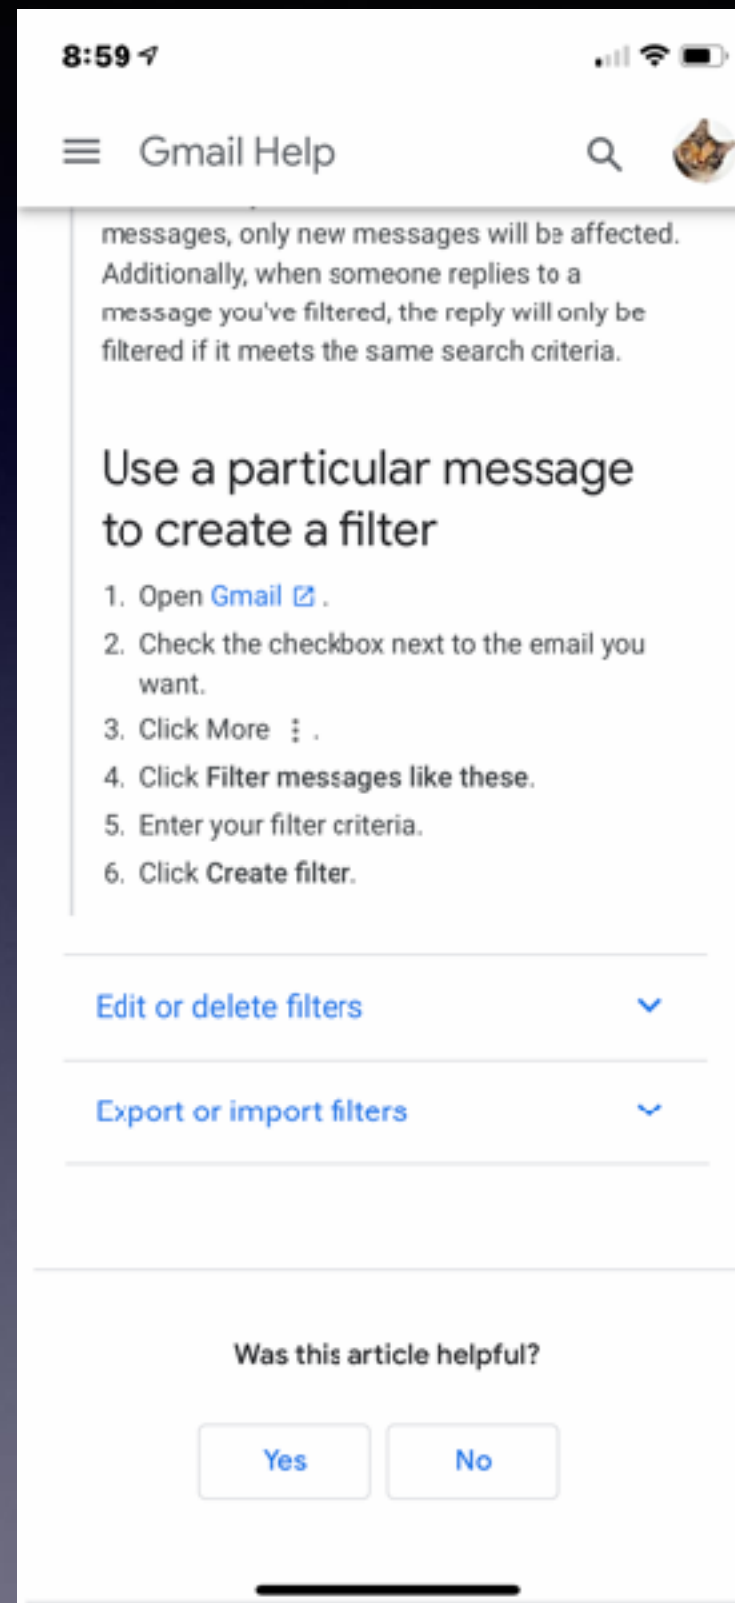 8:59
Gmail Help
messages, only new messages will be affected.
Additionally, when someone replies to a
message you've filtered, the reply will only be
filtered if it meets the same search criteria.
Use a particular message
to create a filter
1. Open Gmail .
2. Check the checkbox next to the email you
want.
3. Click More ⋮ .
4. Click Filter messages like these.
5. Enter your filter criteria.
6. Click Create filter.
Edit or delete filters
Export or import filters
Was this article helpful?
Yes
No